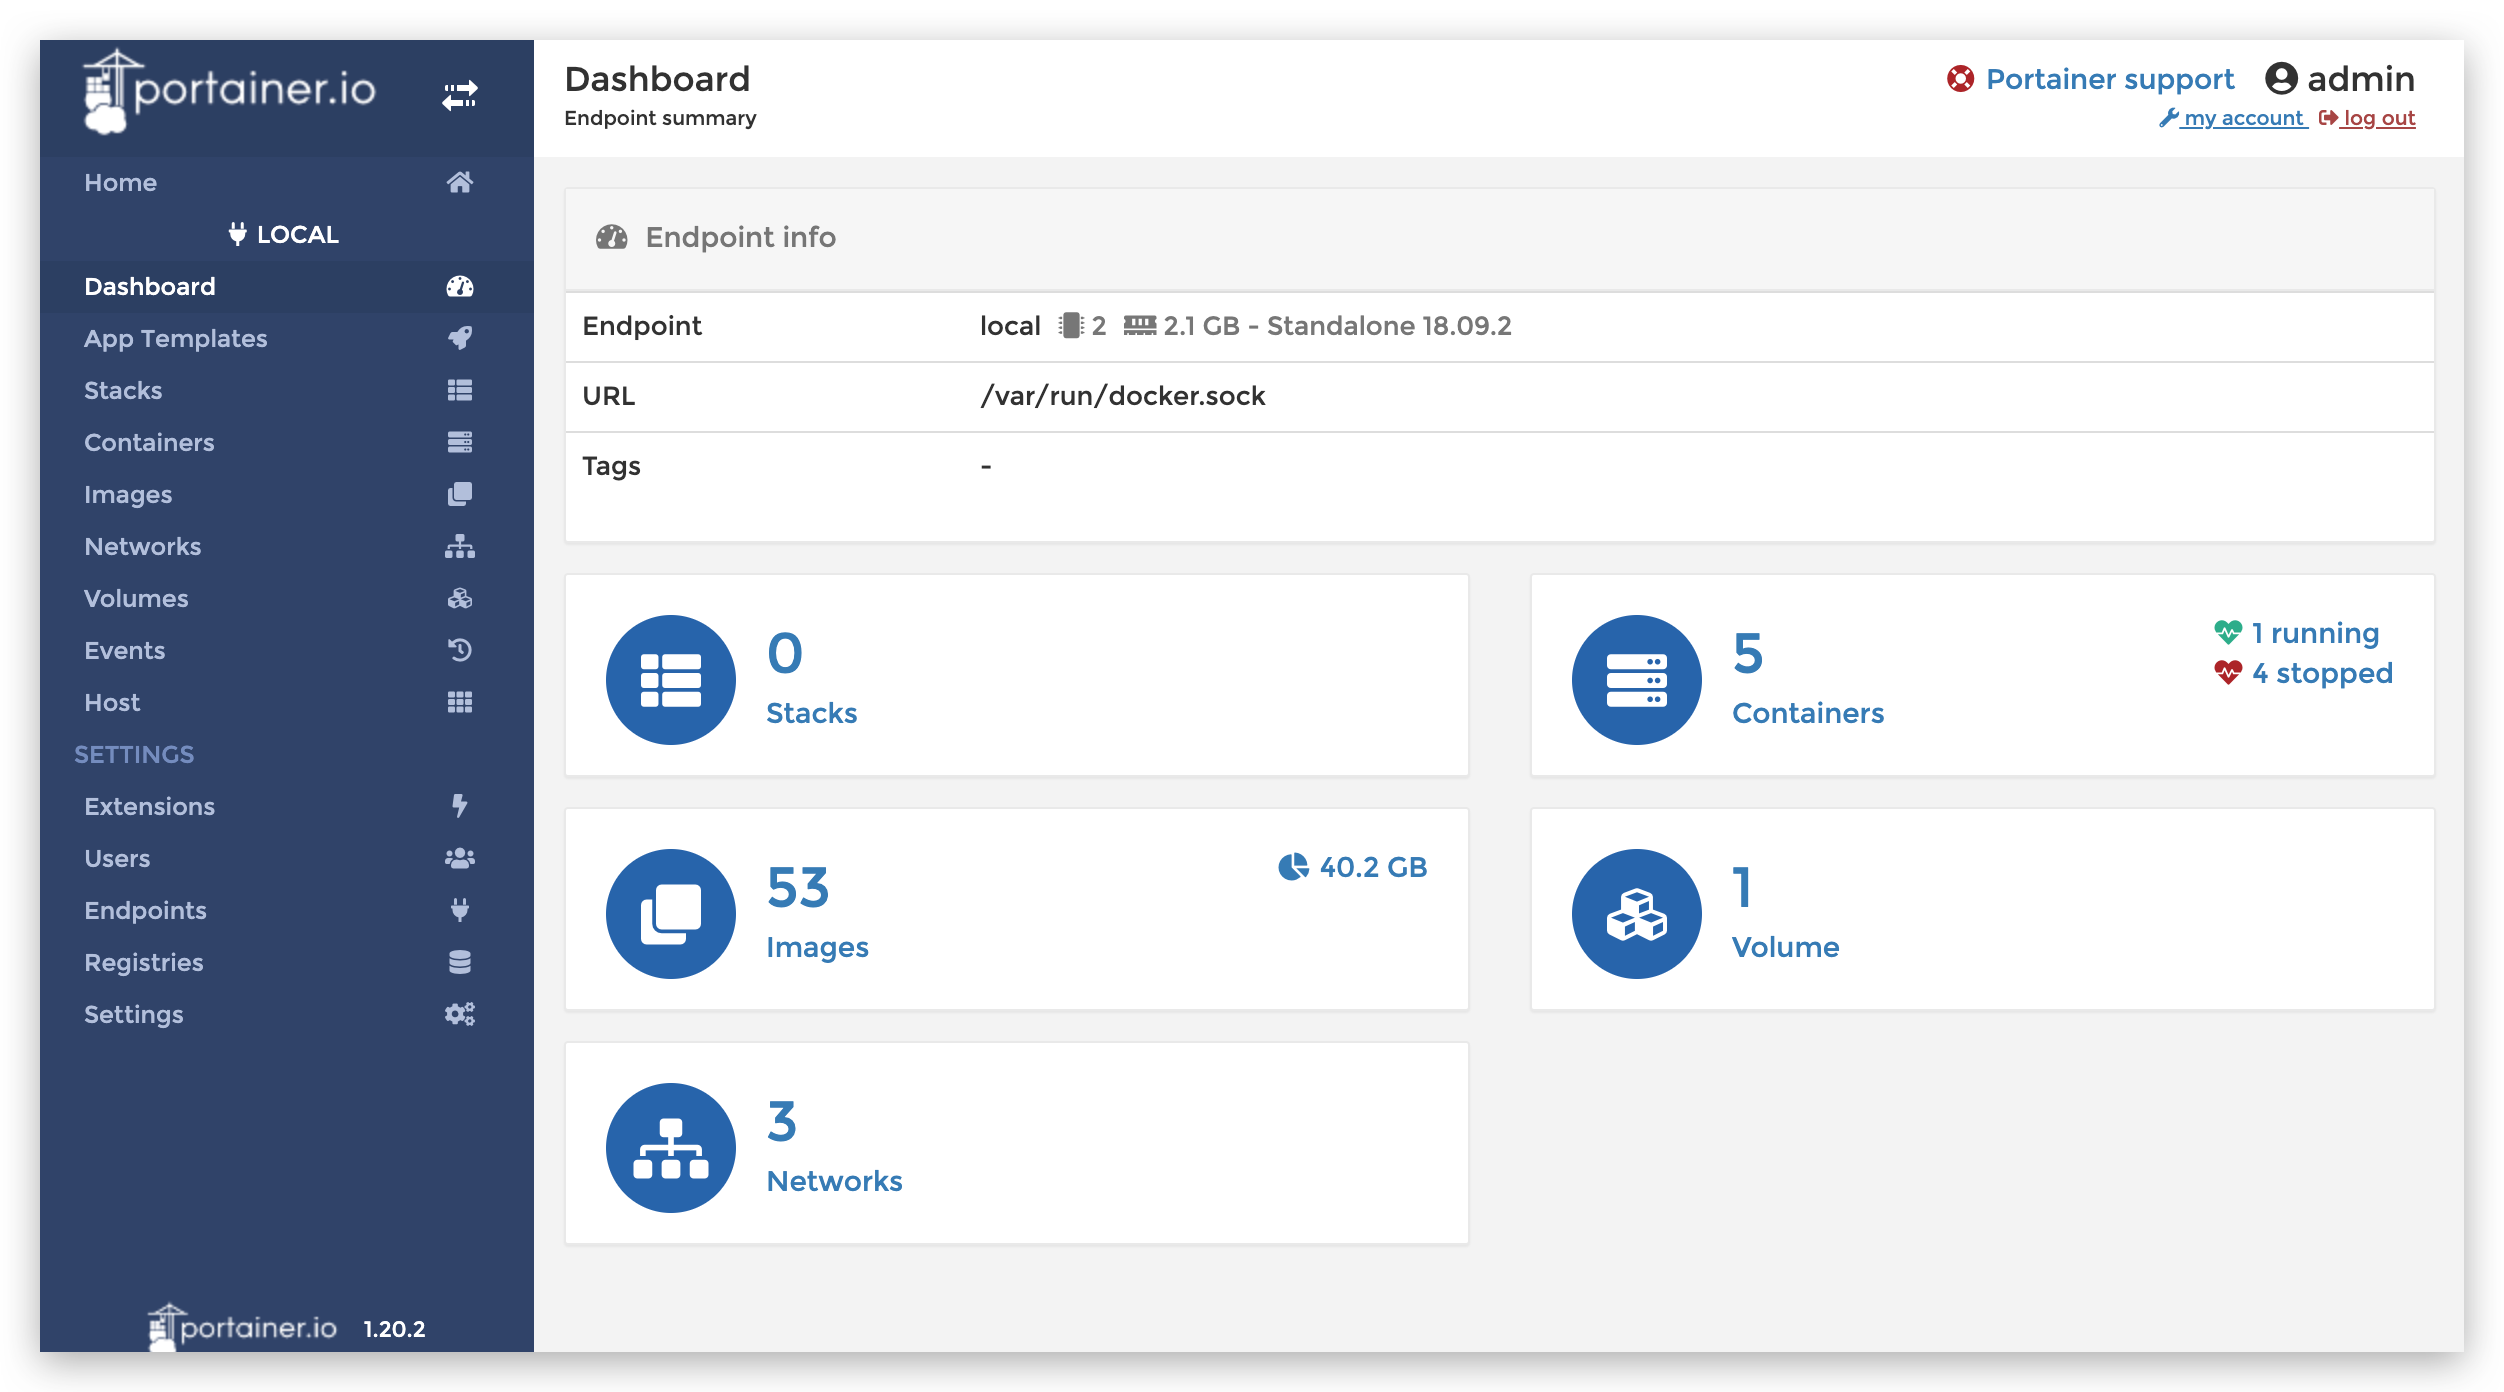 portainer.io
Home
LOCAL
Dashboard
App Templates
Stacks
Containers
Images
Networks
Volumes
Events
Host
SETTINGS
Extensions
Users
Endpoints
Registries
Settings
portainer.io 1.20.2
Dashboard
Endpoint summary
Portainer support admin
my account log out
Endpoint info
Endpoint local 2 2.1 GB - Standalone 18.09.2
URL /var/run/docker.sock
Tags -
0
Stacks
5
Containers
1 running
4 stopped
53
Images
40.2 GB
1
Volume
3
Networks